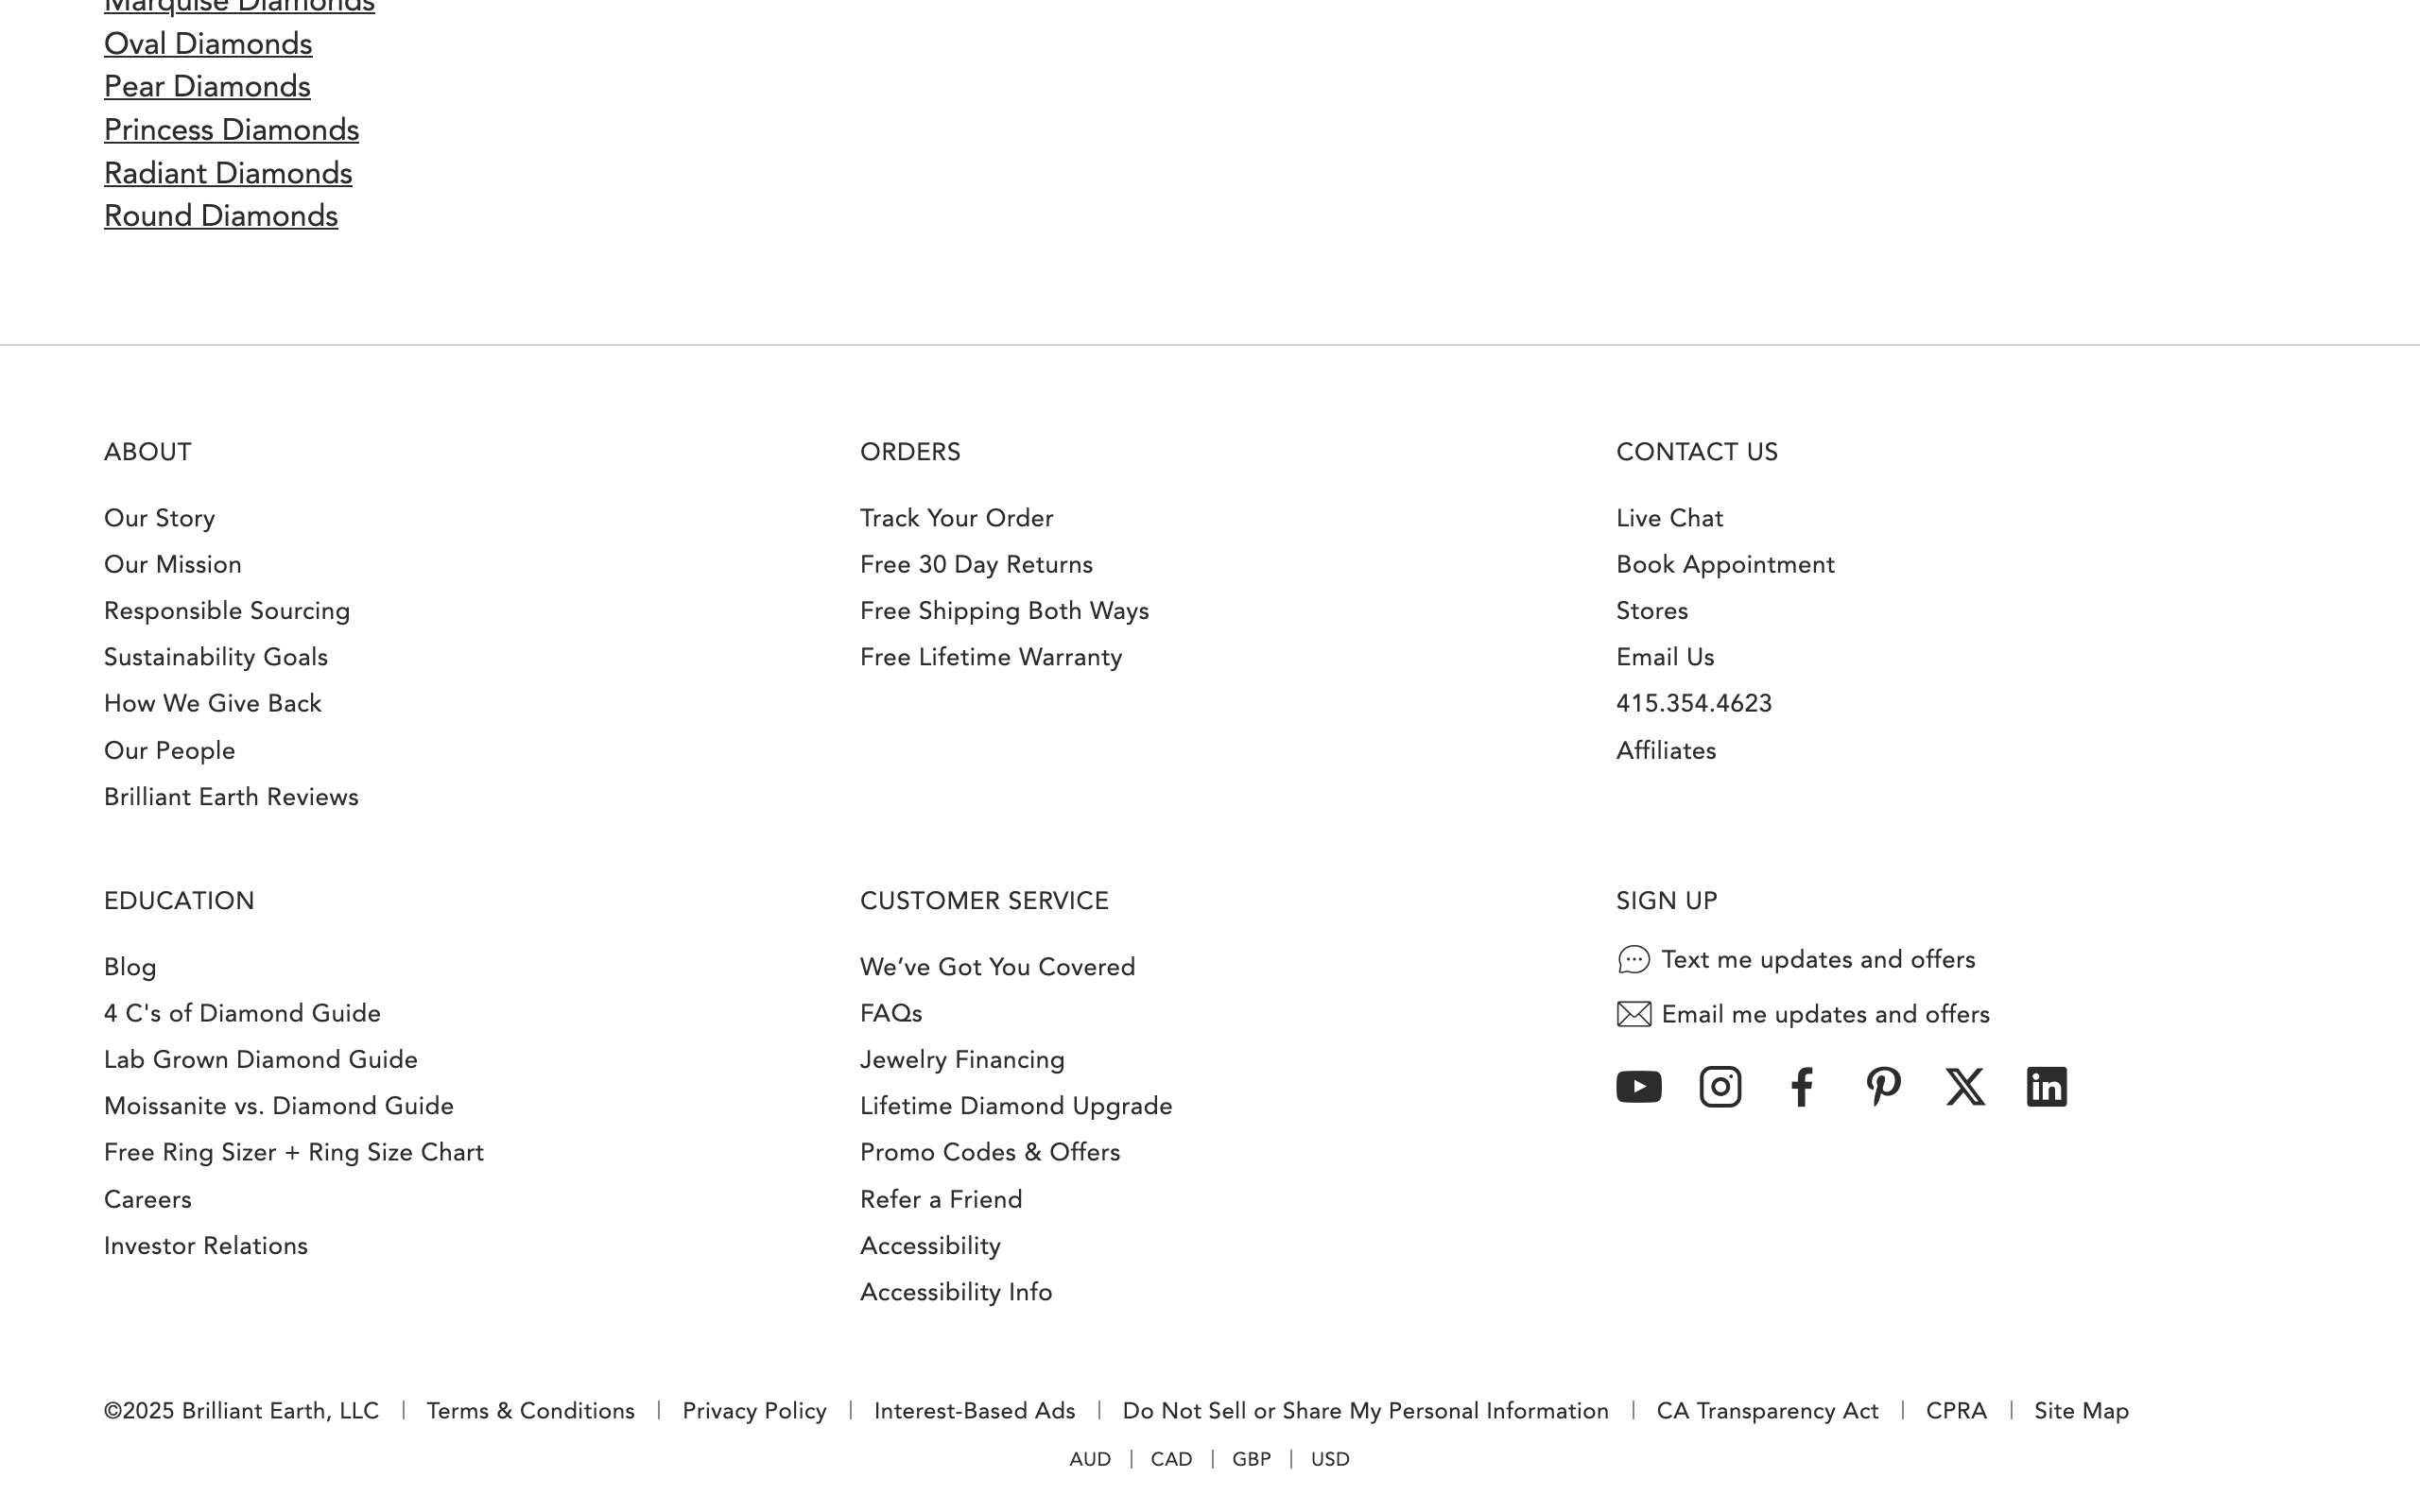 Marquise Diamonds
Oval Diamonds
Pear Diamonds
Princess Diamonds
Radiant Diamonds
Round Diamonds
ABOUT
Our Story
Our Mission
Responsible Sourcing
Sustainability Goals
How We Give Back
Our People
Brilliant Earth Reviews
ORDERS
Track Your Order
Free 30 Day Returns
Free Shipping Both Ways
Free Lifetime Warranty
CONTACT US
Live Chat
Book Appointment
Stores
Email Us
415.354.4623
Affiliates
EDUCATION
Blog
4 C's of Diamond Guide
Lab Grown Diamond Guide
Moissanite vs. Diamond Guide
Free Ring Sizer + Ring Size Chart
Careers
Investor Relations
CUSTOMER SERVICE
We’ve Got You Covered
FAQs
Jewelry Financing
Lifetime Diamond Upgrade
Promo Codes & Offers
Refer a Friend
Accessibility
Accessibility Info
SIGN UP
Text me updates and offers
Email me updates and offers
©2025 Brilliant Earth, LLC | Terms & Conditions | Privacy Policy | Interest-Based Ads | Do Not Sell or Share My Personal Information | CA Transparency Act | CPRA | Site Map
AUD | CAD | GBP | USD